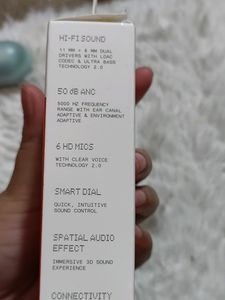 HI-FI SOUND
11 MM + 6 MM DUAL
DRIVERS WITH LDAC
CODEC & ULTRA BASS
TECHNOLOGY 2.0
50 dB ANC
5000 HZ FREQUENCY
RANGE WITH EAR CANAL
ADAPTIVE & ENVIRONMENT
ADAPTIVE
6 HD MICS
WITH CLEAR VOICE
TECHNOLOGY 2.0
SMART DIAL
QUICK, INTUITIVE
SOUND CONTROL
SPATIAL AUDIO
EFFECT
IMMERSIVE 3D SOUND
EXPERIENCE
CONNECTIVITY